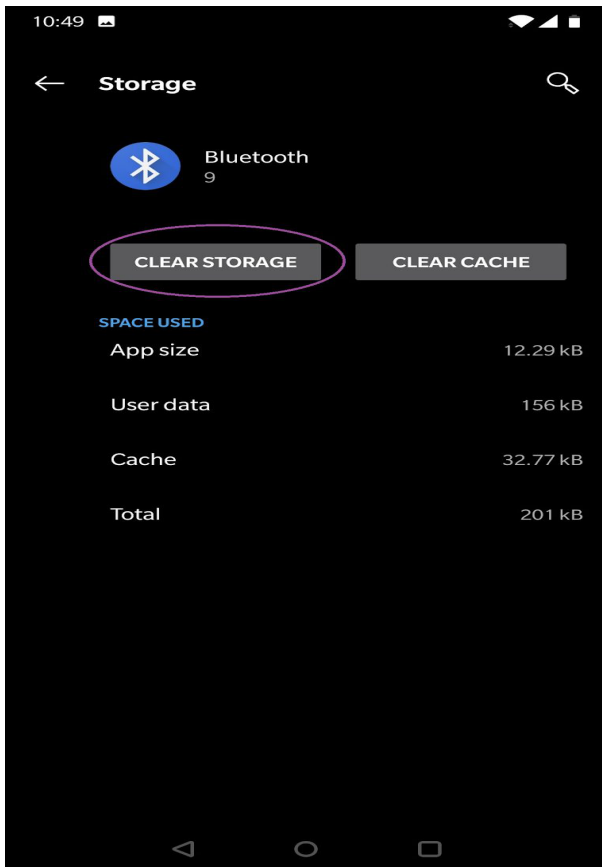 10:49
Storage
Bluetooth
9
CLEAR STORAGE
CLEAR CACHE
SPACE USED
App size 12.29 kB
User data 156 kB
Cache 32.77 kB
Total 201 kB